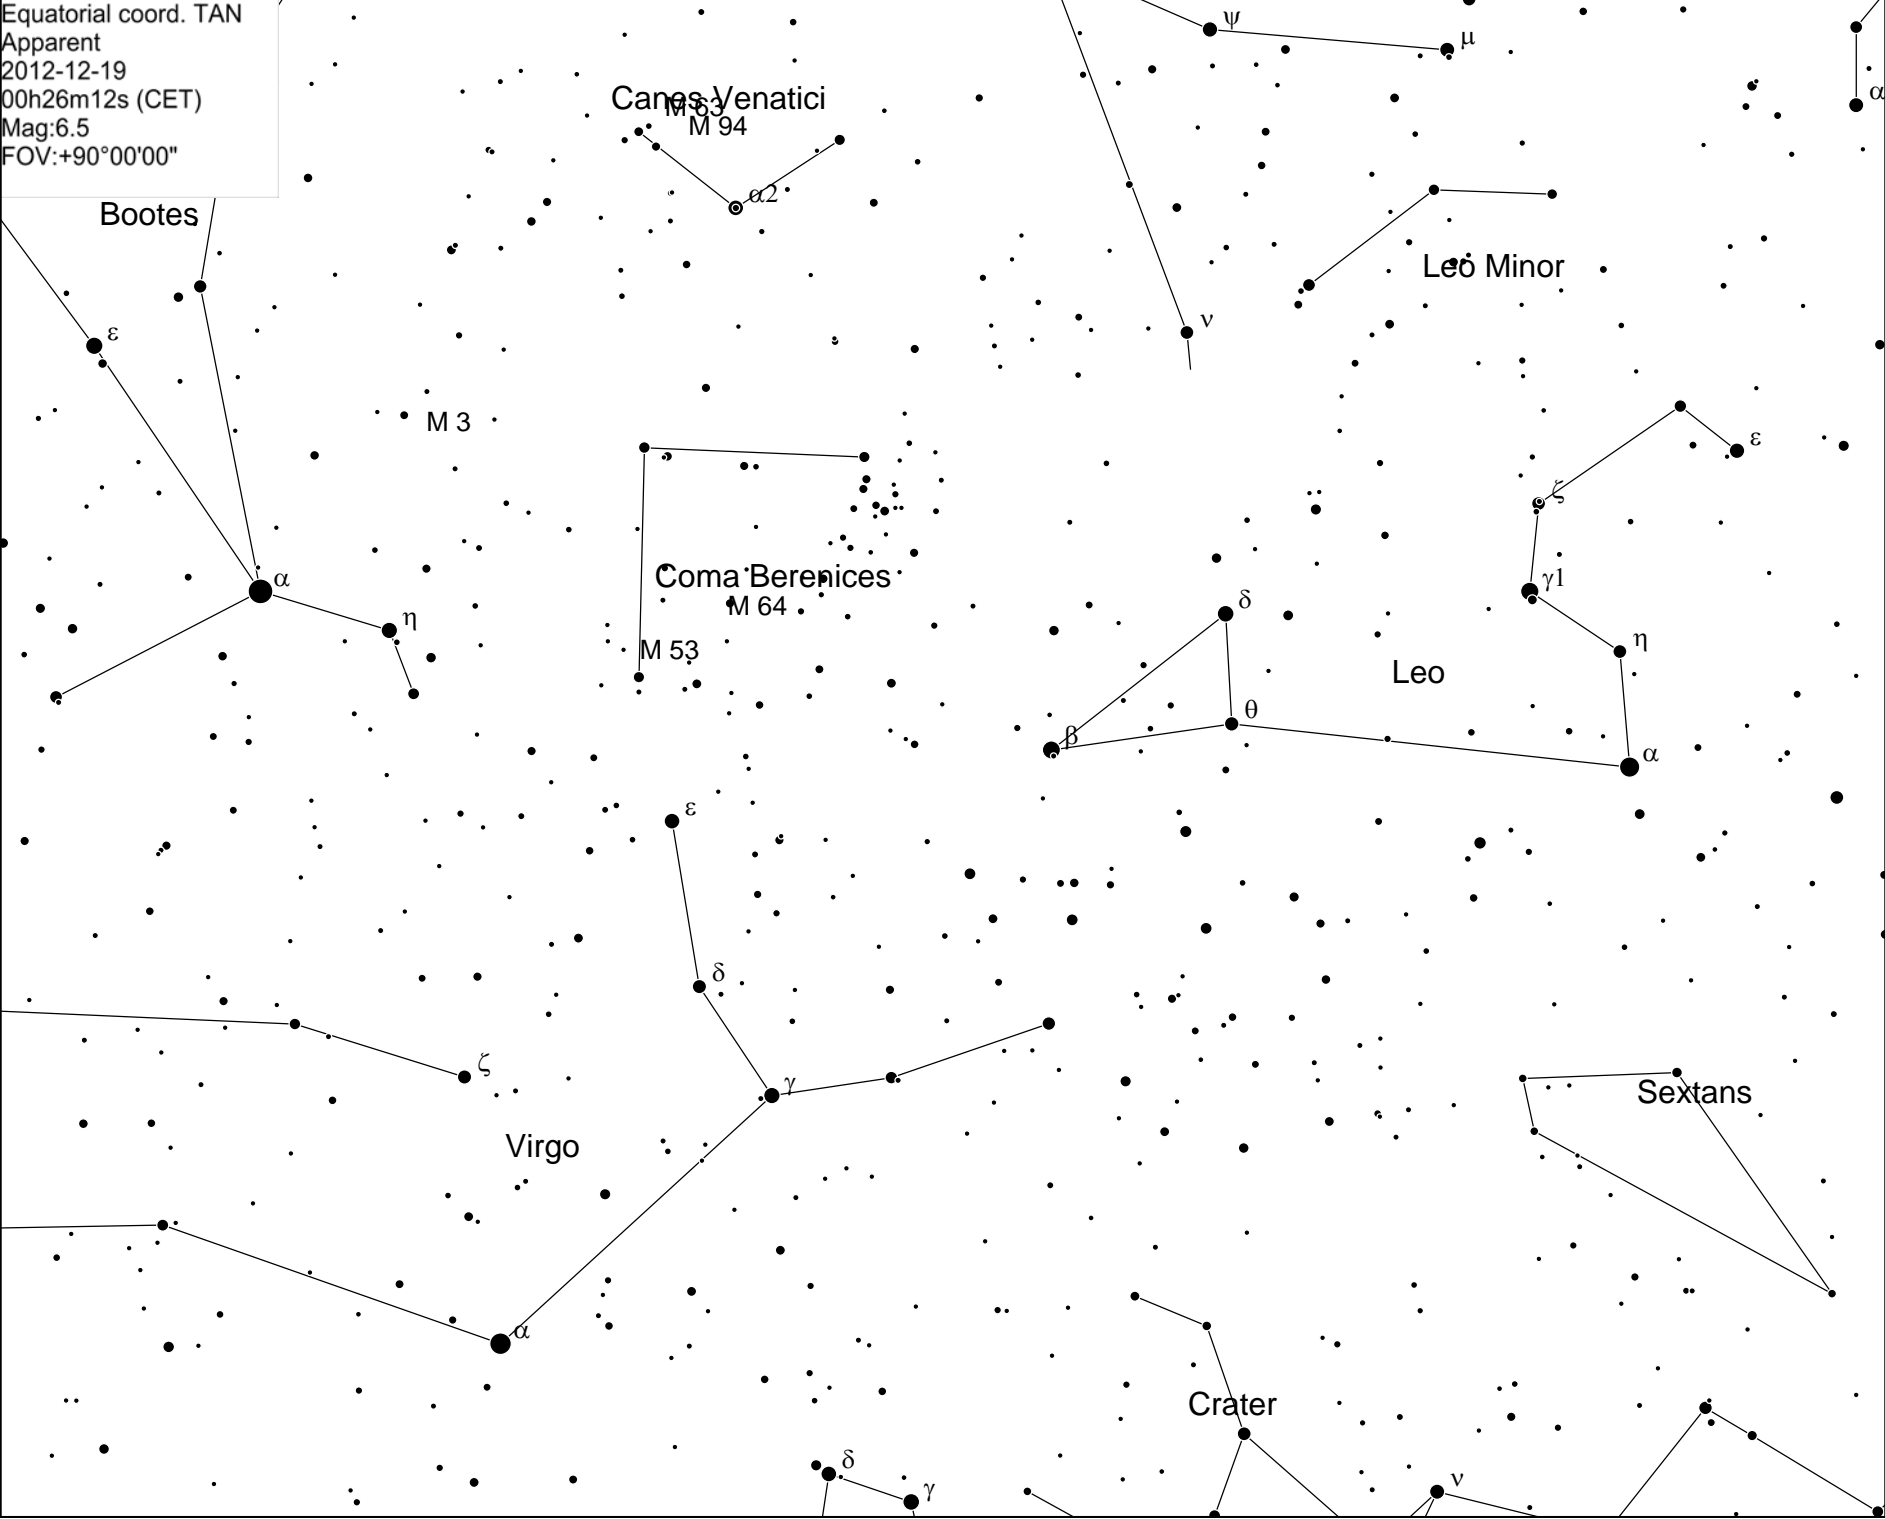 Equatorial coord. TAN
Apparent
2012-12-19
00h26m12s (CET)
Mag:6.5
FOV:+90°00'00"
ψ
μ
α
Canes Venatici
M 63
M 94
α2
Bootes
Leo Minor
ν
ε
M 3
ε
ζ
Coma Berenices
α
γ1
M 64
δ
η
η
M 53
Leo
θ
β
α
ε
δ
ζ
γ
Sextans
Virgo
α
Crater
δ
ν
γ